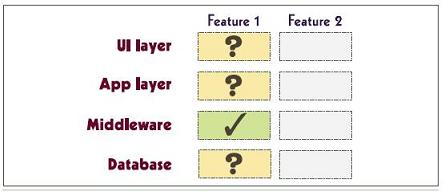 Feature 1 Feature 2
UI layer ?
App layer ?
Middleware ✓
Database ?